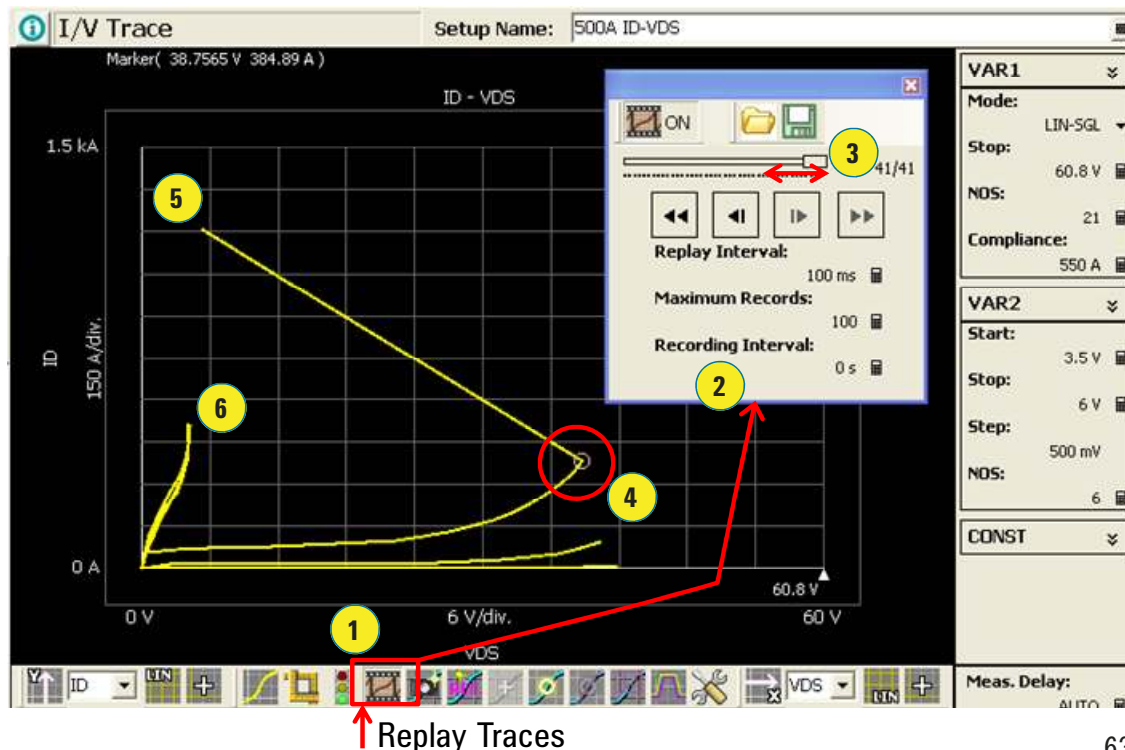 I/V Trace
Setup Name: 500A ID-VDS
Marker( 38.7565 V 384.89 A )
ID - VDS
1.5 kA
ID
150 A/div.
0 A
0 V
6 V/div.
60 V
60.8 V
VDS
5
6
4
1
2
3
ON
41/41
Replay Interval:
100 ms
Maximum Records:
100
Recording Interval:
0 s
VAR1
Mode:
LIN-SGL
Stop:
60.8 V
NOS:
21
Compliance:
550 A
VAR2
Start:
3.5 V
Stop:
6 V
Step:
500 mV
NOS:
6
CONST
Meas. Delay:
AUTO
Y
ID
LIN
X
VDS
LIN
Replay Traces
63